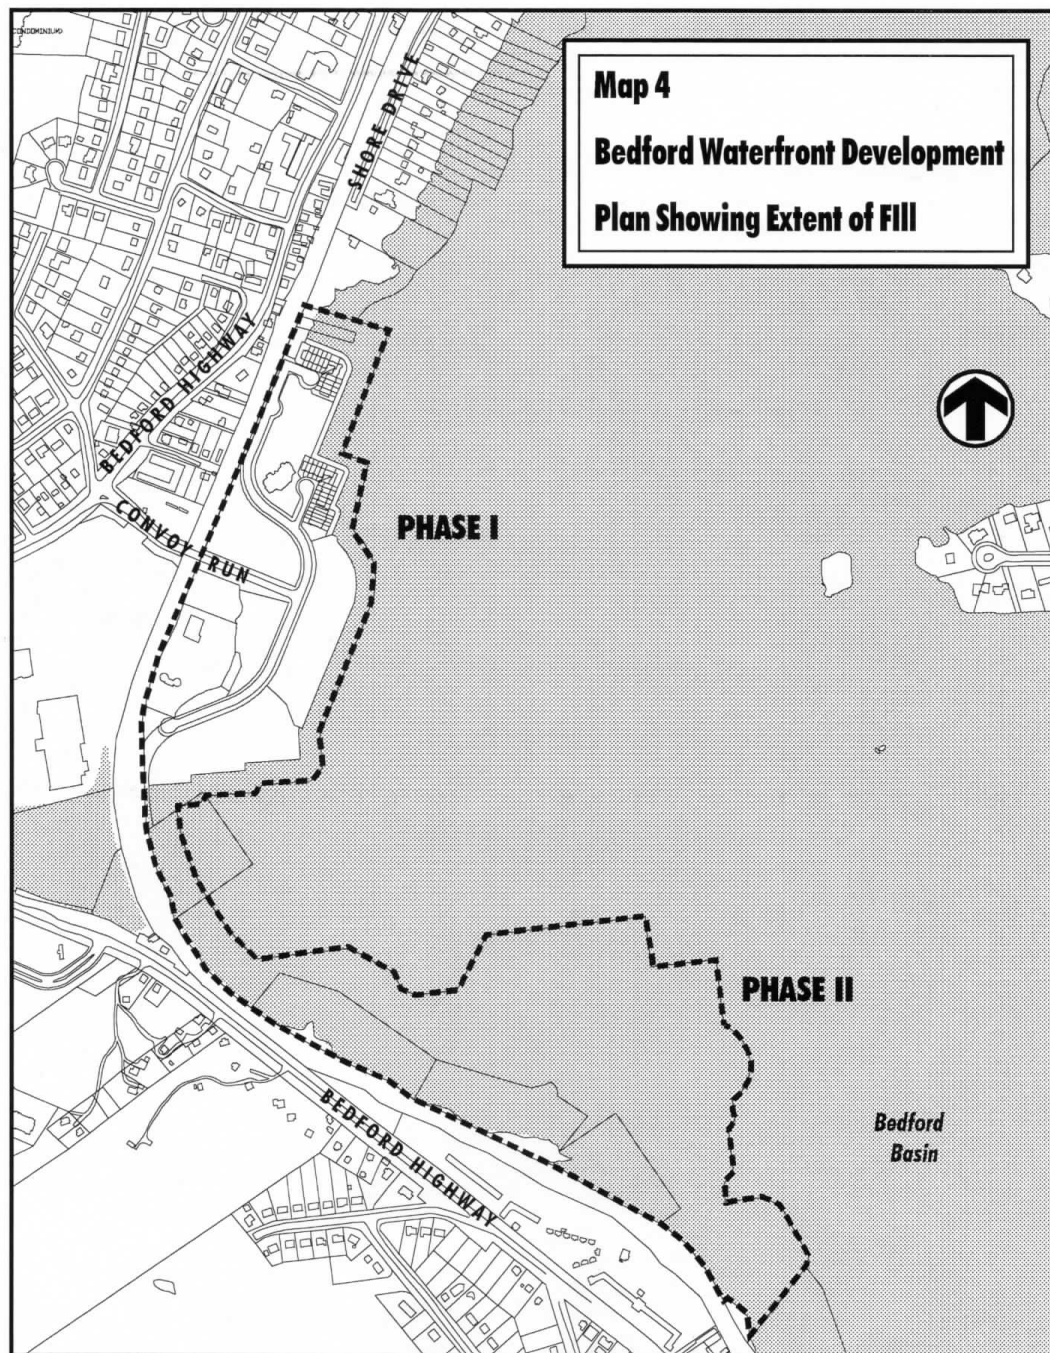 CONDOMINIUM
Map 4
Bedford Waterfront Development
Plan Showing Extent of FIll
SHORE DRIVE
BEDFORD HIGHWAY
CONVOY RUN
PHASE I
PHASE II
BEDFORD HIGHWAY
Bedford
Basin